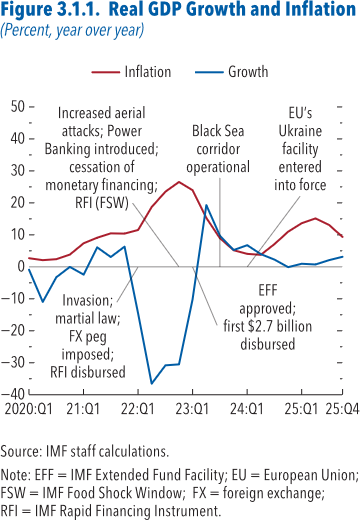 Figure 3.1.1. Real GDP Growth and Inflation
(Percent, year over year)
Inflation
Growth
Increased aerial
attacks; Power
Banking introduced;
cessation of
monetary financing;
RFI (FSW)
Black Sea
corridor
operational
EU’s
Ukraine
facility
entered
into force
Invasion;
martial law;
FX peg
imposed;
RFI disbursed
EFF
approved;
first $2.7 billion
disbursed
50
40
30
20
10
0
–10
–20
–30
–40
2020:Q1
21:Q1
22:Q1
23:Q1
24:Q1
25:Q1
25:Q4
Source: IMF staff calculations.
Note: EFF = IMF Extended Fund Facility; EU = European Union;
FSW = IMF Food Shock Window;  FX = foreign exchange;
RFI = IMF Rapid Financing Instrument.